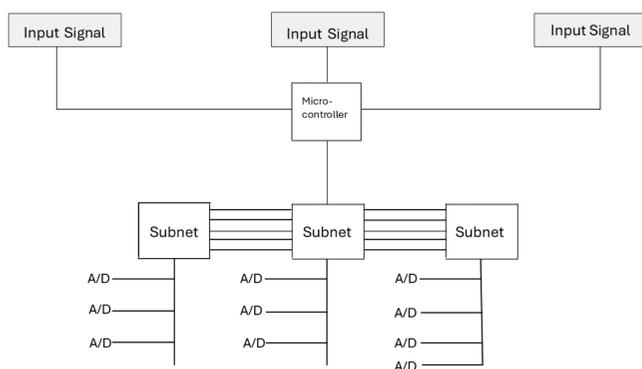 Input Signal
Input Signal
Input Signal
Micro-
controller
Subnet
Subnet
Subnet
A/D
A/D
A/D
A/D
A/D
A/D
A/D
A/D
A/D
A/D